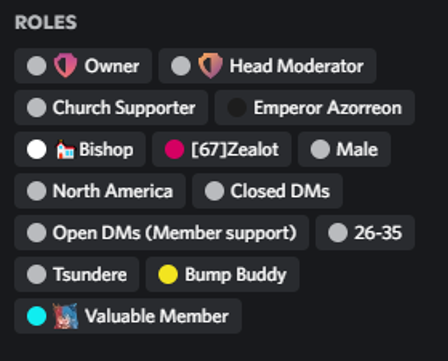 ROLES
Owner Head Moderator
Church Supporter Emperor Azorreon
Bishop [67]Zealot Male
North America Closed DMs
Open DMs (Member support) 26-35
Tsundere Bump Buddy
Valuable Member